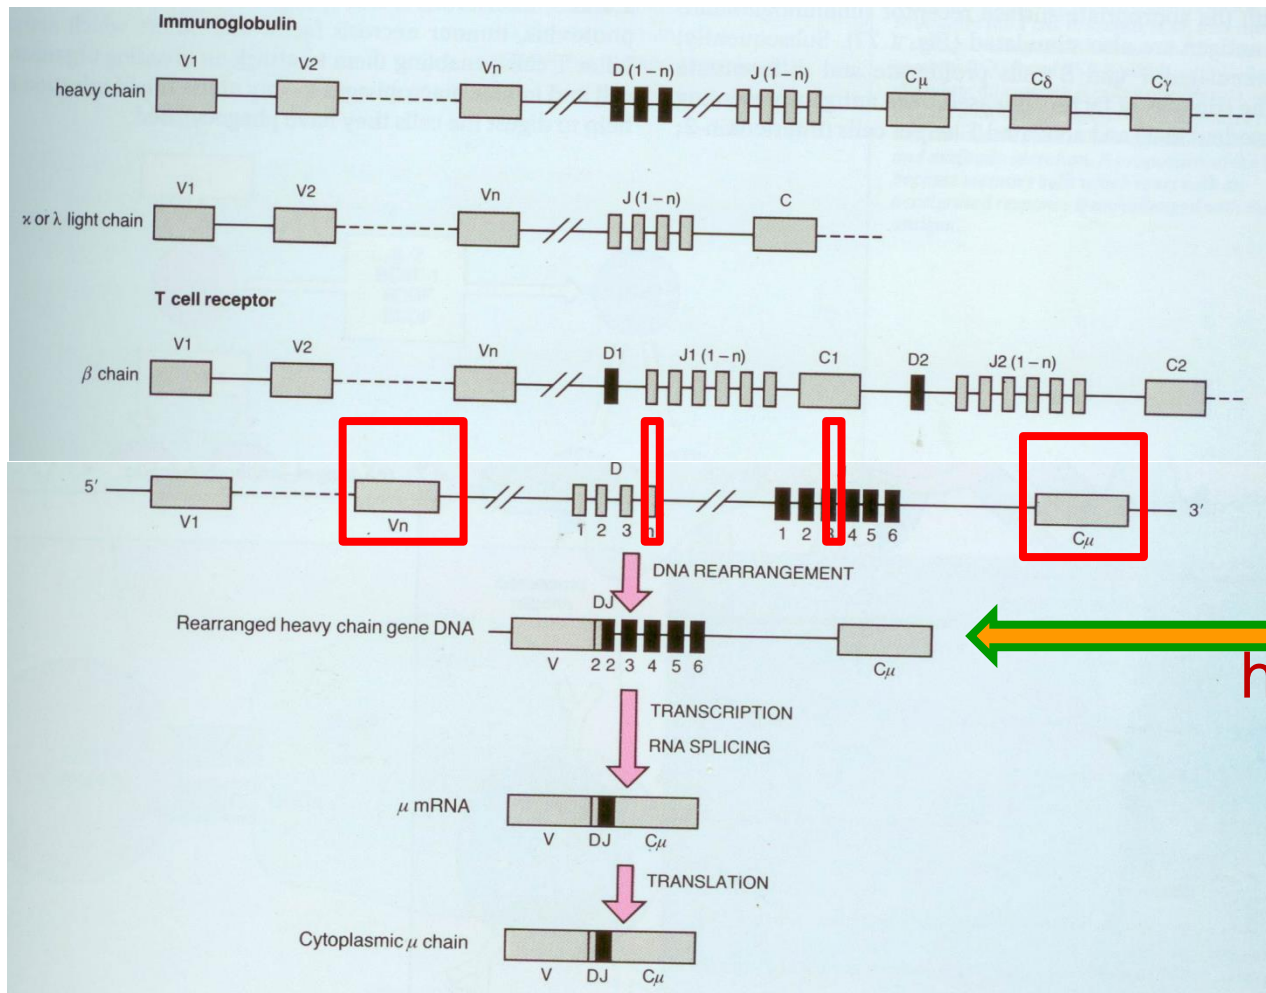 Immunoglobulin
V1 V2 Vn D (1 – n) J (1 – n) Cμ Cδ Cγ
heavy chain
V1 V2 Vn J (1 – n) C
ϰ or λ light chain
T cell receptor
V1 V2 Vn D1 J1 (1 – n) C1 D2 J2 (1 – n) C2
β chain
D
5′ 3′
V1 Vn 1 2 3 n 1 2 3 4 5 6 Cμ
DNA REARRANGEMENT
DJ
Rearranged heavy chain gene DNA
V 2 2 3 4 5 6 Cμ
h
TRANSCRIPTION
RNA SPLICING
μ mRNA
V DJ Cμ
TRANSLATION
Cytoplasmic μ chain
V DJ Cμ